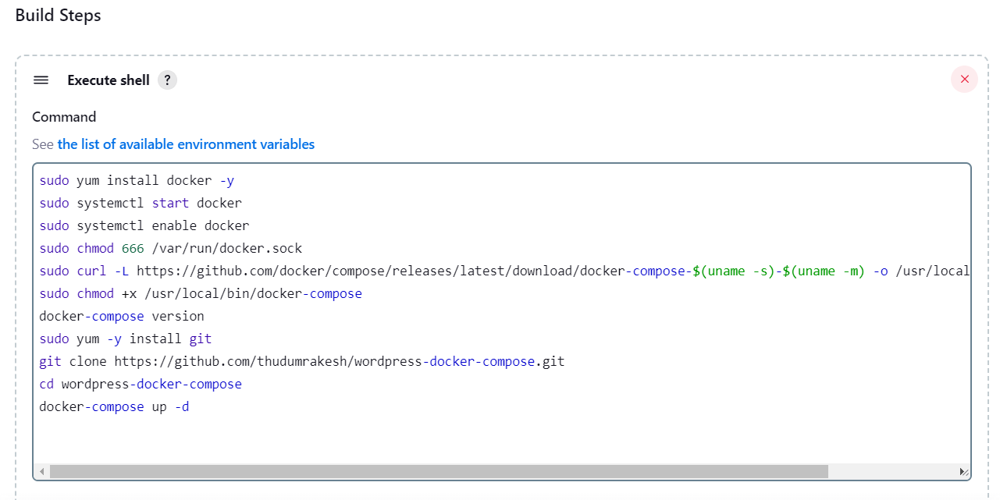 Build Steps
Execute shell ?
Command
See the list of available environment variables
sudo yum install docker -y
sudo systemctl start docker
sudo systemctl enable docker
sudo chmod 666 /var/run/docker.sock
sudo curl -L https://github.com/docker/compose/releases/latest/download/docker-compose-$(uname -s)-$(uname -m) -o /usr/local
sudo chmod +x /usr/local/bin/docker-compose
docker-compose version
sudo yum -y install git
git clone https://github.com/thudumrakesh/wordpress-docker-compose.git
cd wordpress-docker-compose
docker-compose up -d